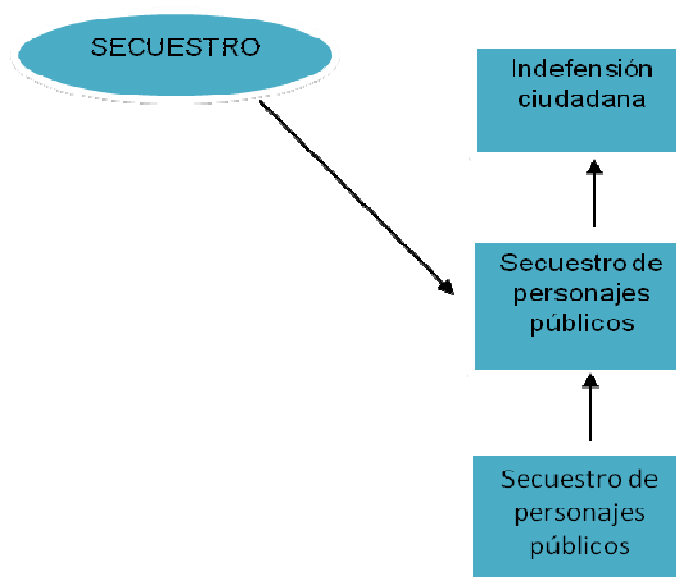 SECUESTRO
Indefensión
ciudadana
Secuestro de
personajes
públicos
Secuestro de
personajes
públicos